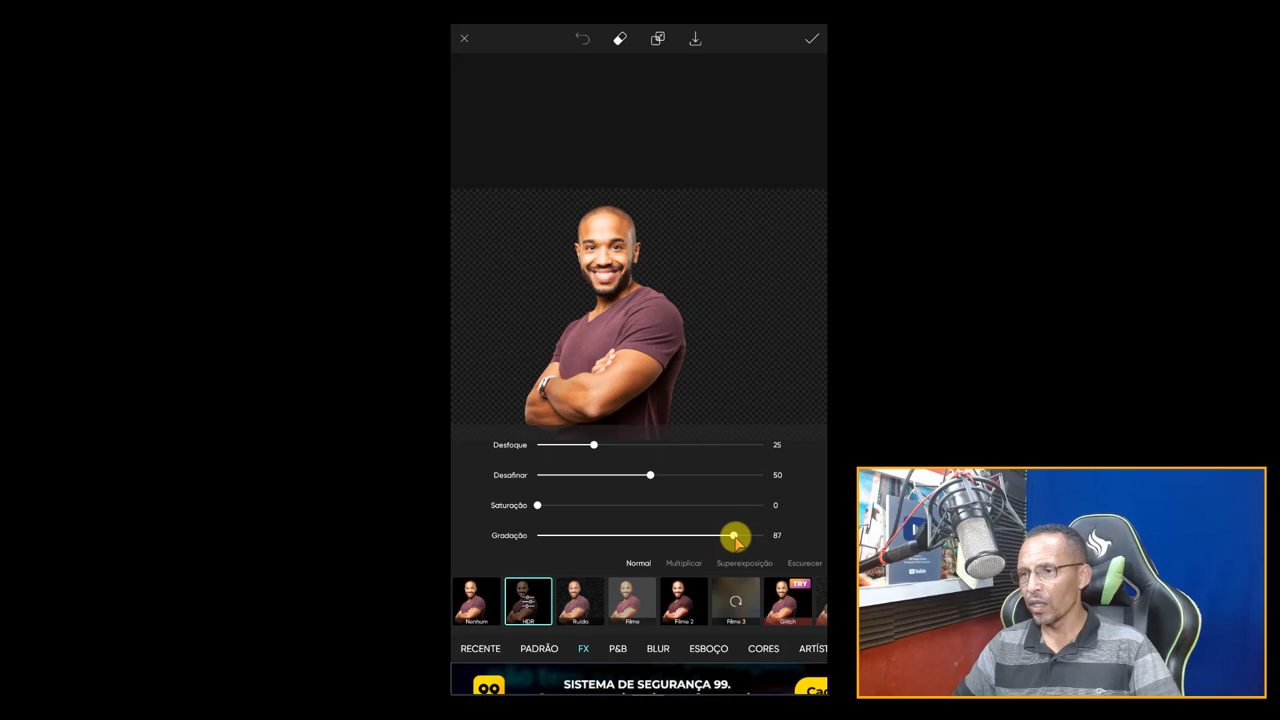 Desfoque 25
Desafinar 50
Saturação 0
Gradação 87
Normal Multiplicar Superexposição Escurecer
TRY
Nenhum HDR Ruído Filme Filme 2 Filme 3 Glitch
RECENTE PADRÃO FX P&B BLUR ESBOÇO CORES ARTÍST
99 SISTEMA DE SEGURANÇA 99.